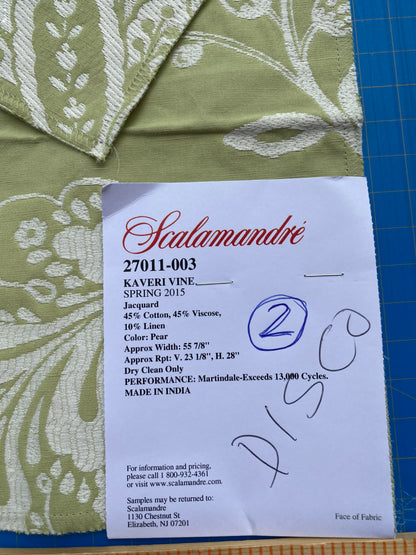 Scalamandré
27011-003
KAVERI VINE
SPRING 2015
Jacquard
45% Cotton, 45% Viscose,
10% Linen
Color: Pear
Approx Width: 55 7/8"
Approx Rpt: V. 23 1/8", H. 28"
Dry Clean Only
PERFORMANCE: Martindale-Exceeds 13,000 Cycles.
MADE IN INDIA
2
DISCO
For information and pricing,
please call 1 800-932-4361
or visit www.scalamandre.com.
Samples may be returned to:
Scalamandre
1130 Chestnut St
Elizabeth, NJ 07201
Face of Fabric